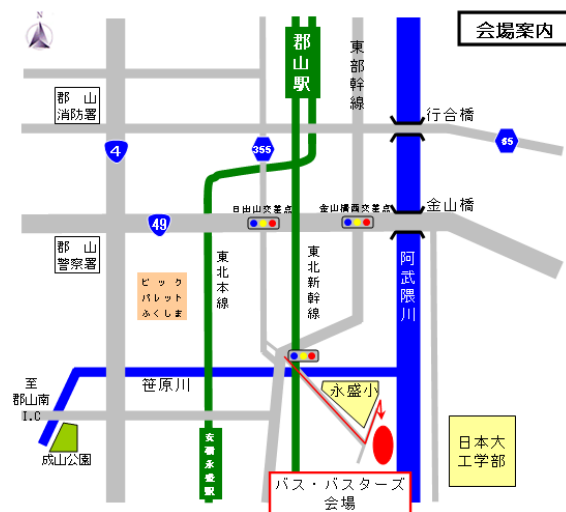 N
会場案内
郡山駅
東部幹線
行合橋
郡山
消防署
4
355
65
日出山交差点
金山橋西交差点
金山橋
49
郡山
警察署
ビック
パレット
ふくしま
東北本線
東北新幹線
阿武隈川
至
郡山南
I.C
笹原川
永盛小
成山公園
安積永盛駅
日本大
工学部
バス・バスターズ
会場